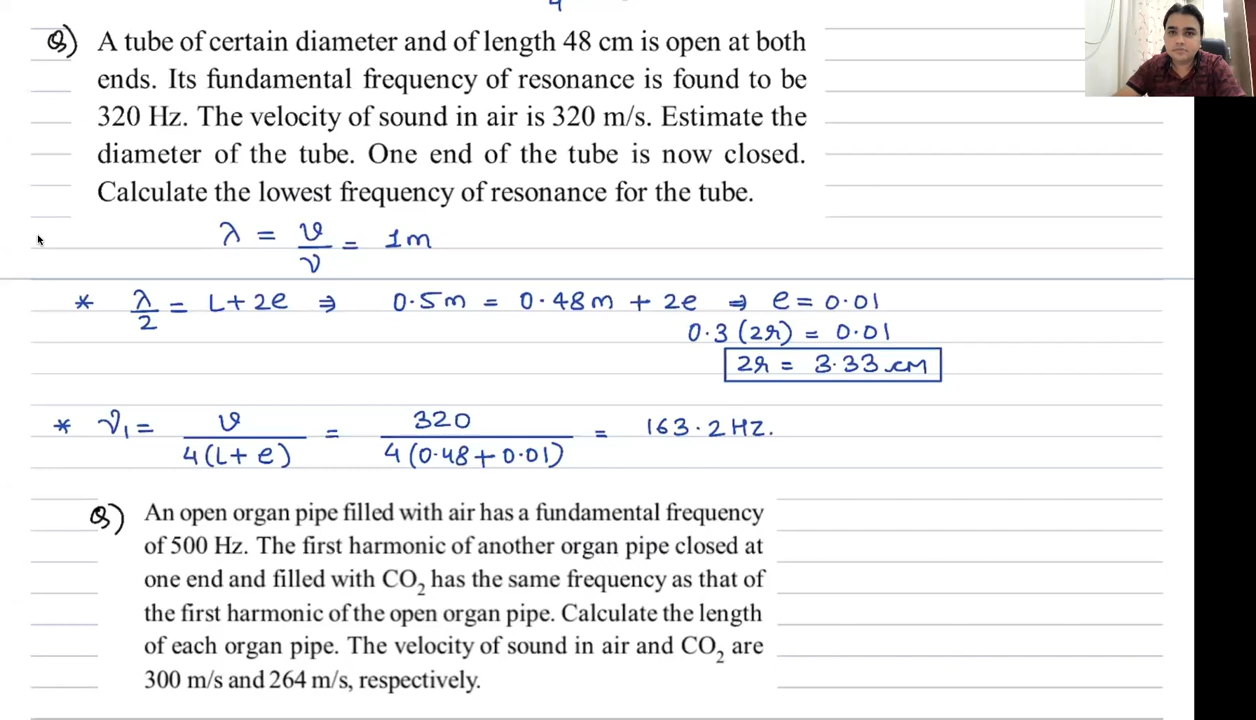 Q) A tube of certain diameter and of length 48 cm is open at both
ends. Its fundamental frequency of resonance is found to be
320 Hz. The velocity of sound in air is 320 m/s. Estimate the
diameter of the tube. One end of the tube is now closed.
Calculate the lowest frequency of resonance for the tube.
λ = v/ν = 1m
* λ/2 = L+2e ⇒ 0.5m = 0.48m + 2e ⇒ e = 0.01
0.3 (2r) = 0.01
2r = 3.33 cm
* ν₁ = v/4(L+e) = 320/4(0.48+0.01) = 163.2 HZ.
Q) An open organ pipe filled with air has a fundamental frequency
of 500 Hz. The first harmonic of another organ pipe closed at
one end and filled with CO₂ has the same frequency as that of
the first harmonic of the open organ pipe. Calculate the length
of each organ pipe. The velocity of sound in air and CO₂ are
300 m/s and 264 m/s, respectively.